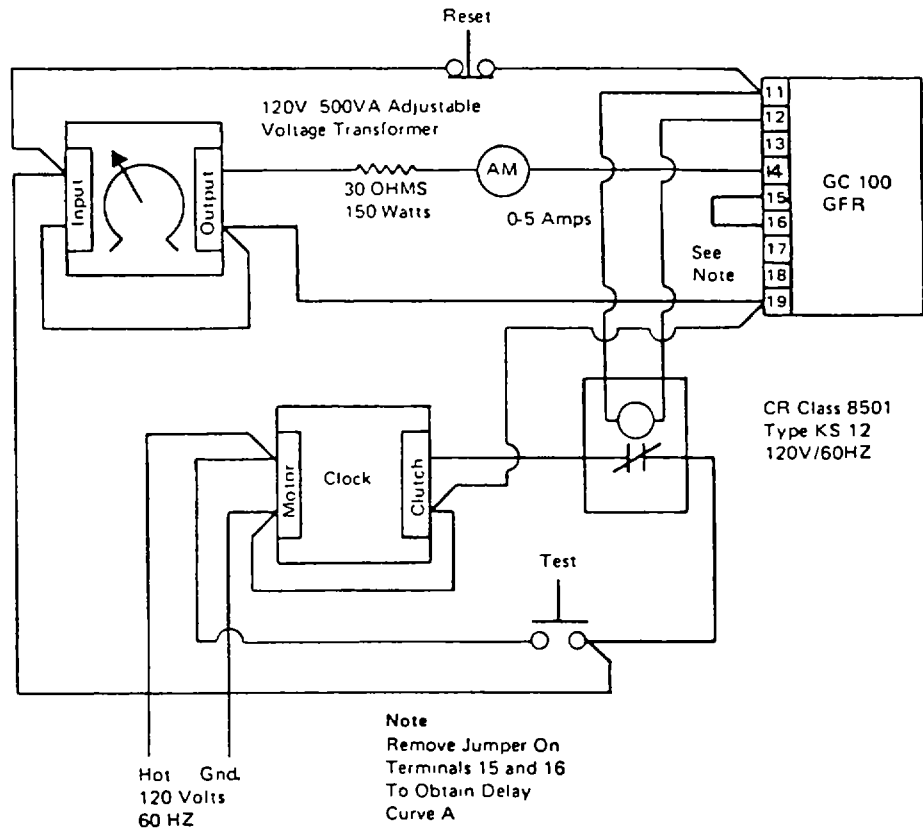 Reset
120V 500VA Adjustable
Voltage Transformer
Input
Output
30 OHMS
150 Watts
AM
0-5 Amps
11
12
13
14
15
16
17
18
19
GC 100
GFR
See
Note
CR Class 8501
Type KS 12
120V/60HZ
Motor
Clock
Clutch
Test
Hot Gnd.
120 Volts
60 HZ
Note
Remove Jumper On
Terminals 15 and 16
To Obtain Delay
Curve A